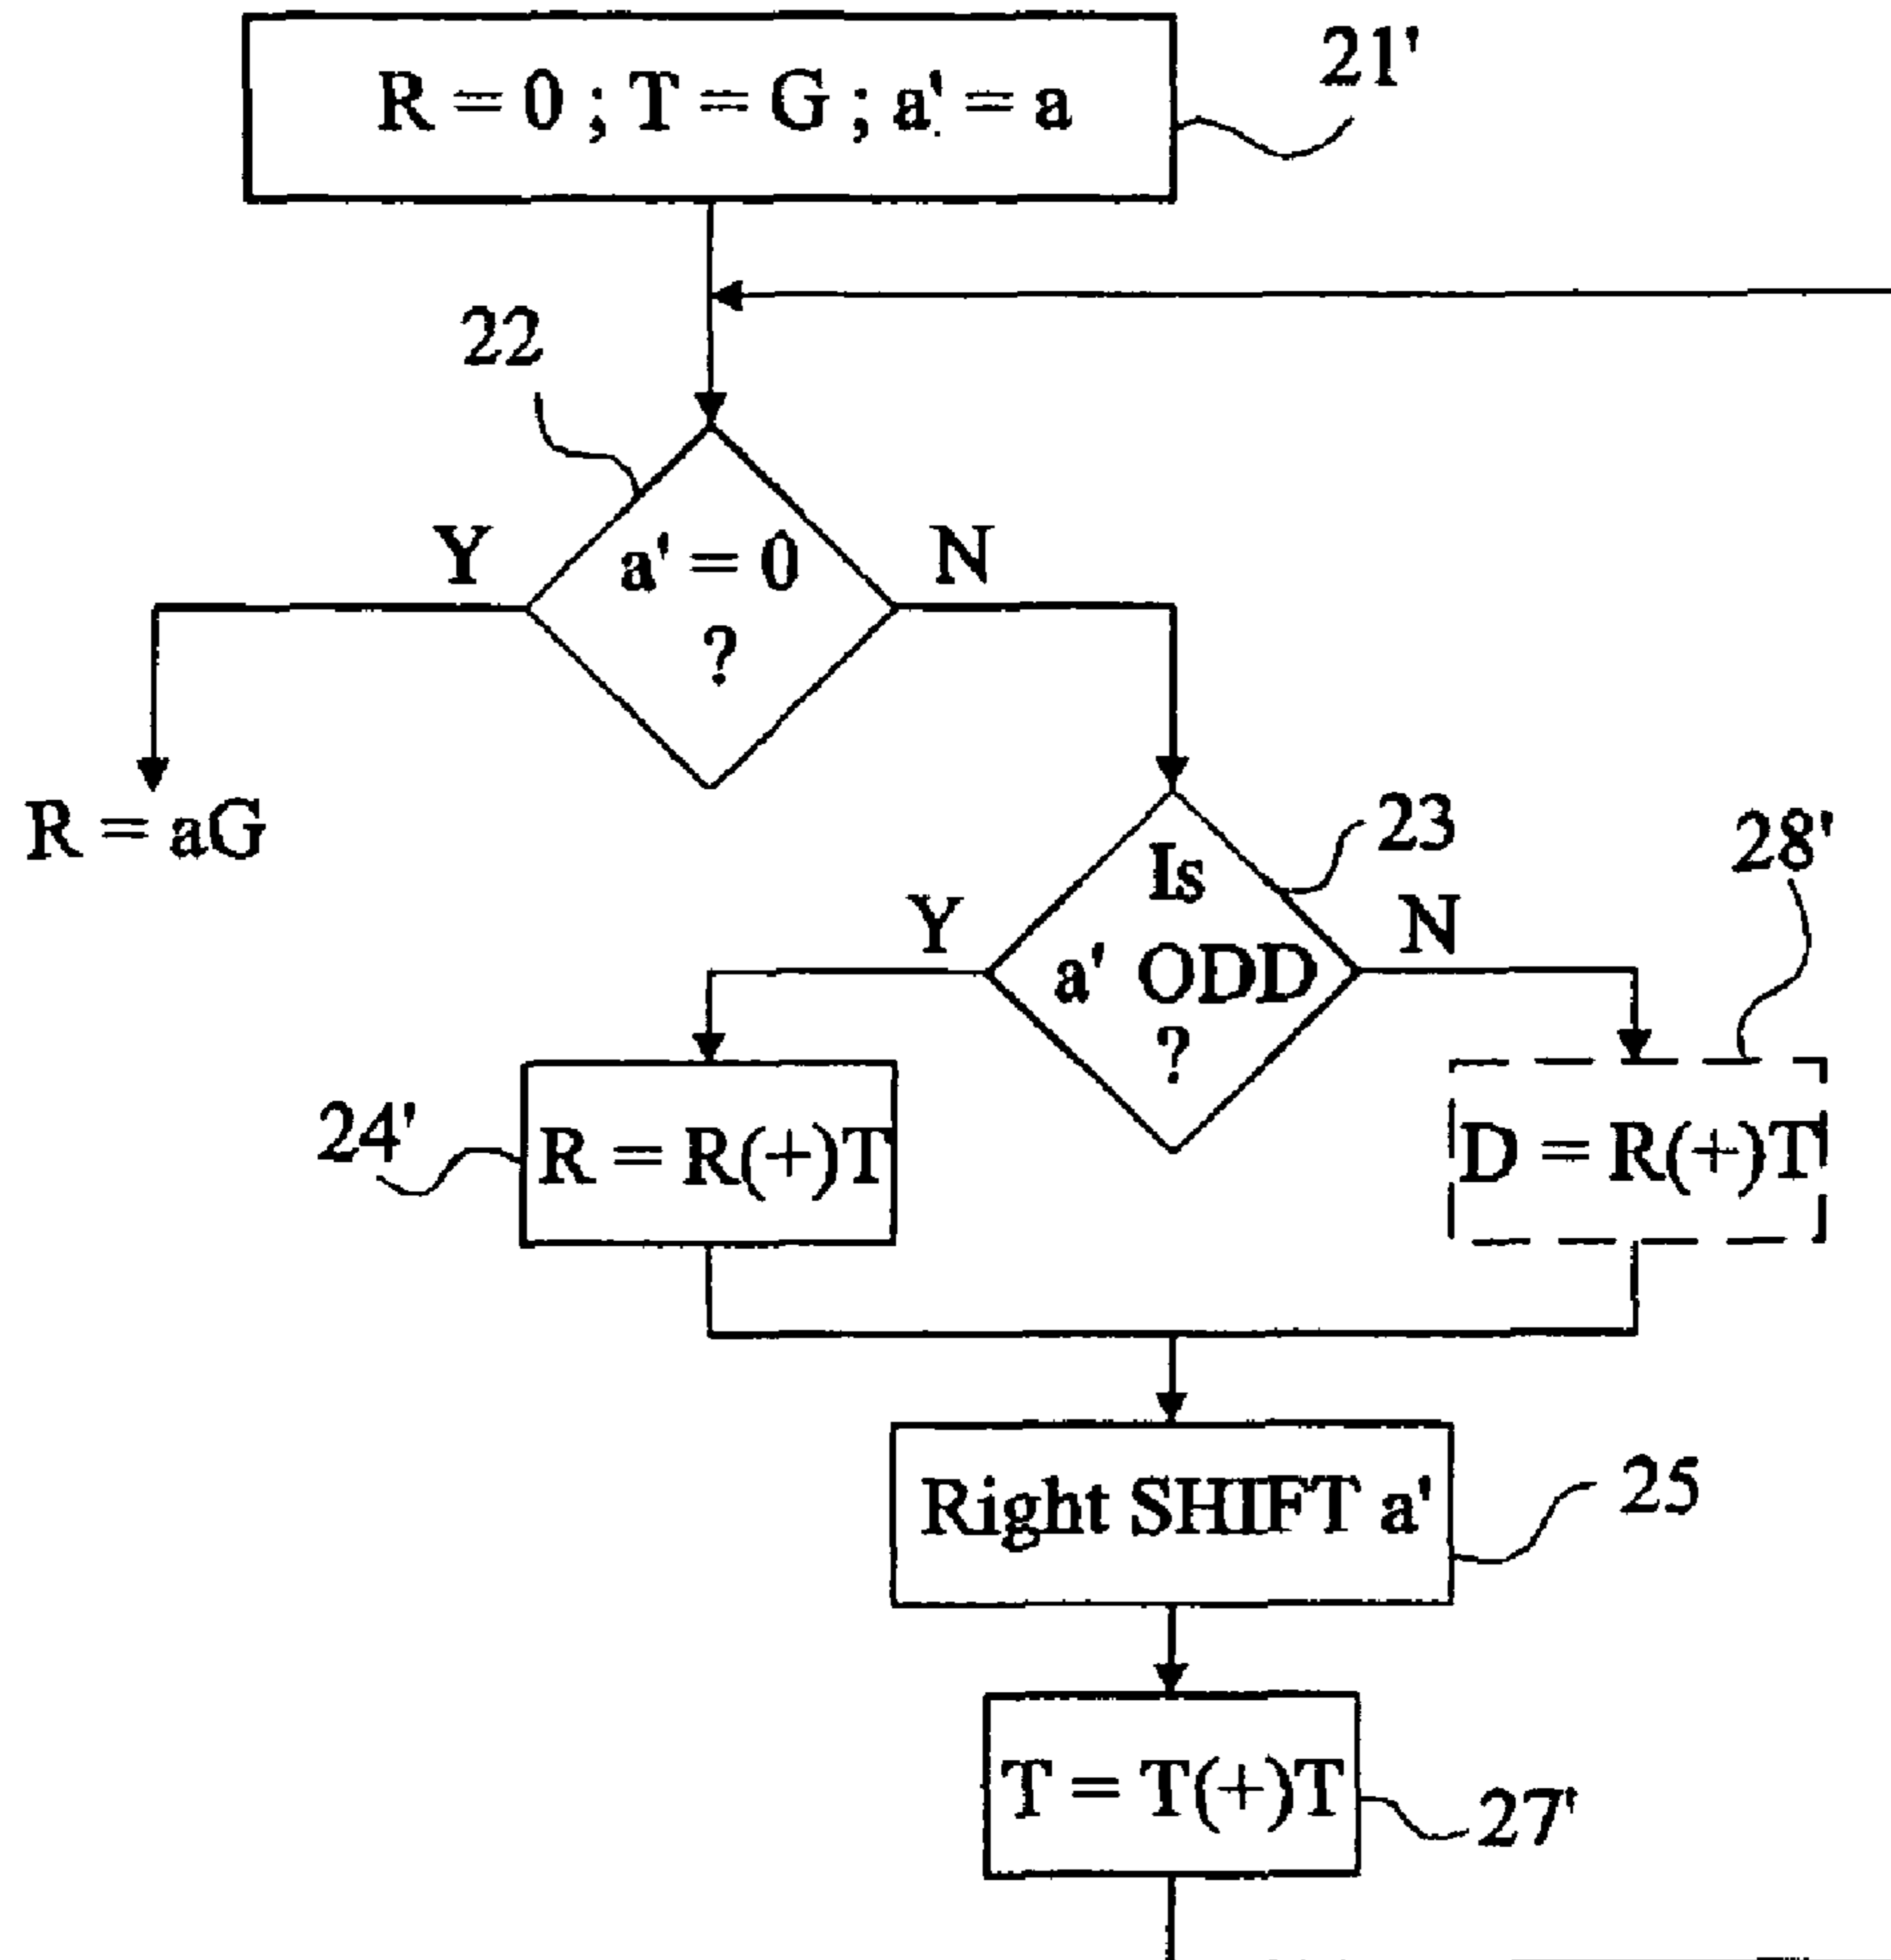 R = 0 ; T = G ; a' = a
21'
22
Y
N
a' = 0
?
R = aG
23
28'
Is
Y
N
a' ODD
?
24'
R = R(+)T
D = R(+)T
Right SHIFT a'
25
T = T(+)T
27'